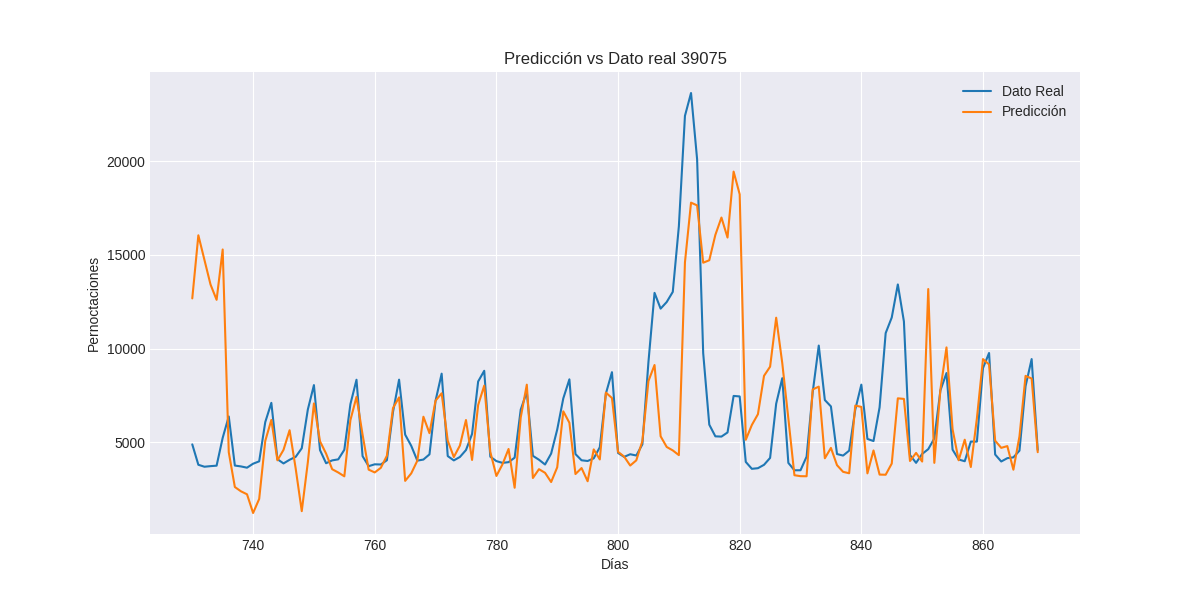 Predicción vs Dato real 39075
Dato Real
Predicción
Pernoctaciones
20000
15000
10000
5000
740 760 780 800 820 840 860
Días